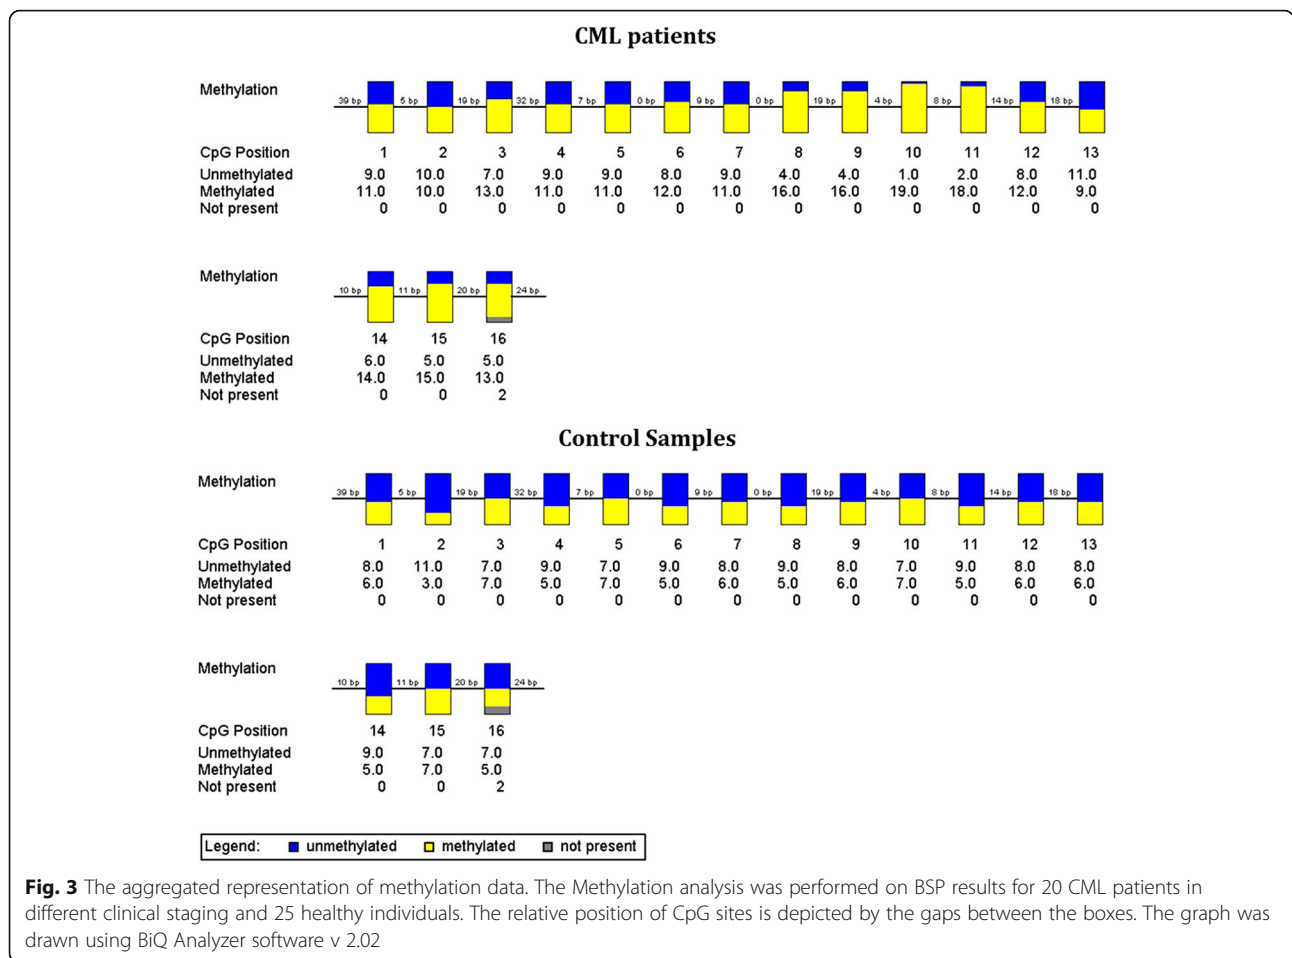 CML patients
Methylation
39 bp 5 bp 19 bp 32 bp 7 bp 0 bp 9 bp 0 bp 19 bp 4 bp 8 bp 14 bp 18 bp
CpG Position 1 2 3 4 5 6 7 8 9 10 11 12 13
Unmethylated 9.0 10.0 7.0 9.0 9.0 8.0 9.0 4.0 4.0 1.0 2.0 8.0 11.0
Methylated 11.0 10.0 13.0 11.0 11.0 12.0 11.0 16.0 16.0 19.0 18.0 12.0 9.0
Not present 0 0 0 0 0 0 0 0 0 0 0 0 0
Methylation
10 bp 11 bp 20 bp 24 bp
CpG Position 14 15 16
Unmethylated 6.0 5.0 5.0
Methylated 14.0 15.0 13.0
Not present 0 0 2
Control Samples
Methylation
39 bp 5 bp 19 bp 32 bp 7 bp 0 bp 9 bp 0 bp 19 bp 4 bp 8 bp 14 bp 18 bp
CpG Position 1 2 3 4 5 6 7 8 9 10 11 12 13
Unmethylated 8.0 11.0 7.0 9.0 7.0 9.0 8.0 9.0 8.0 7.0 9.0 8.0 8.0
Methylated 6.0 3.0 7.0 5.0 7.0 5.0 6.0 5.0 6.0 7.0 5.0 6.0 6.0
Not present 0 0 0 0 0 0 0 0 0 0 0 0 0
Methylation
10 bp 11 bp 20 bp 24 bp
CpG Position 14 15 16
Unmethylated 9.0 7.0 7.0
Methylated 5.0 7.0 5.0
Not present 0 0 2
Legend: unmethylated methylated not present
Fig. 3 The aggregated representation of methylation data. The Methylation analysis was performed on BSP results for 20 CML patients in
different clinical staging and 25 healthy individuals. The relative position of CpG sites is depicted by the gaps between the boxes. The graph was
drawn using BiQ Analyzer software v 2.02